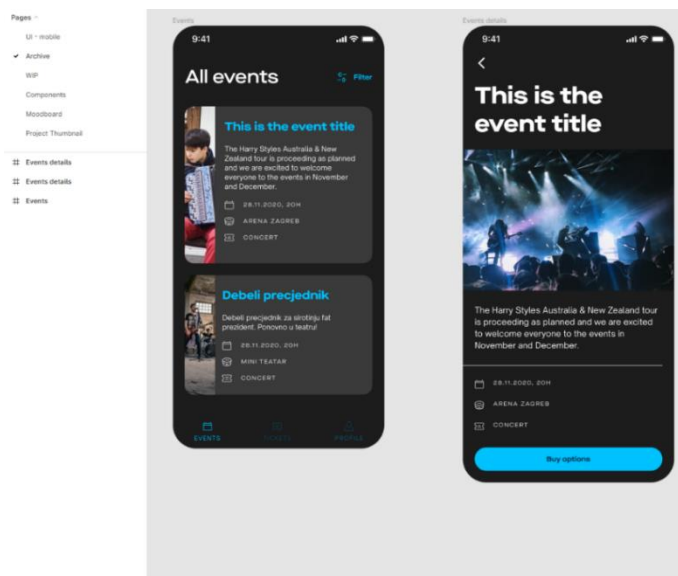 Pages
UI - mobile
Archive
WIP
Components
Moodboard
Project Thumbnail
Events details
Events details
Events
Events
9:41
All events
Filter
This is the event title
The Harry Styles Australia & New
Zealand tour is proceeding as planned
and we are excited to welcome
everyone to the events in November
and December.
28.11.2020, 20H
ARENA ZAGREB
CONCERT
Debeli precjednik
Debeli precjednik za sirotinju fat
prezident. Ponovno u teatru!
28.11.2020. 20H
MINI TEATAR
CONCERT
EVENTS
TICKETS
PROFILE
Events details
9:41
This is the
event title
The Harry Styles Australia & New Zealand tour
is proceeding as planned and we are excited
to welcome everyone to the events in
November and December.
28.11.2020, 20H
ARENA ZAGREB
CONCERT
Buy options